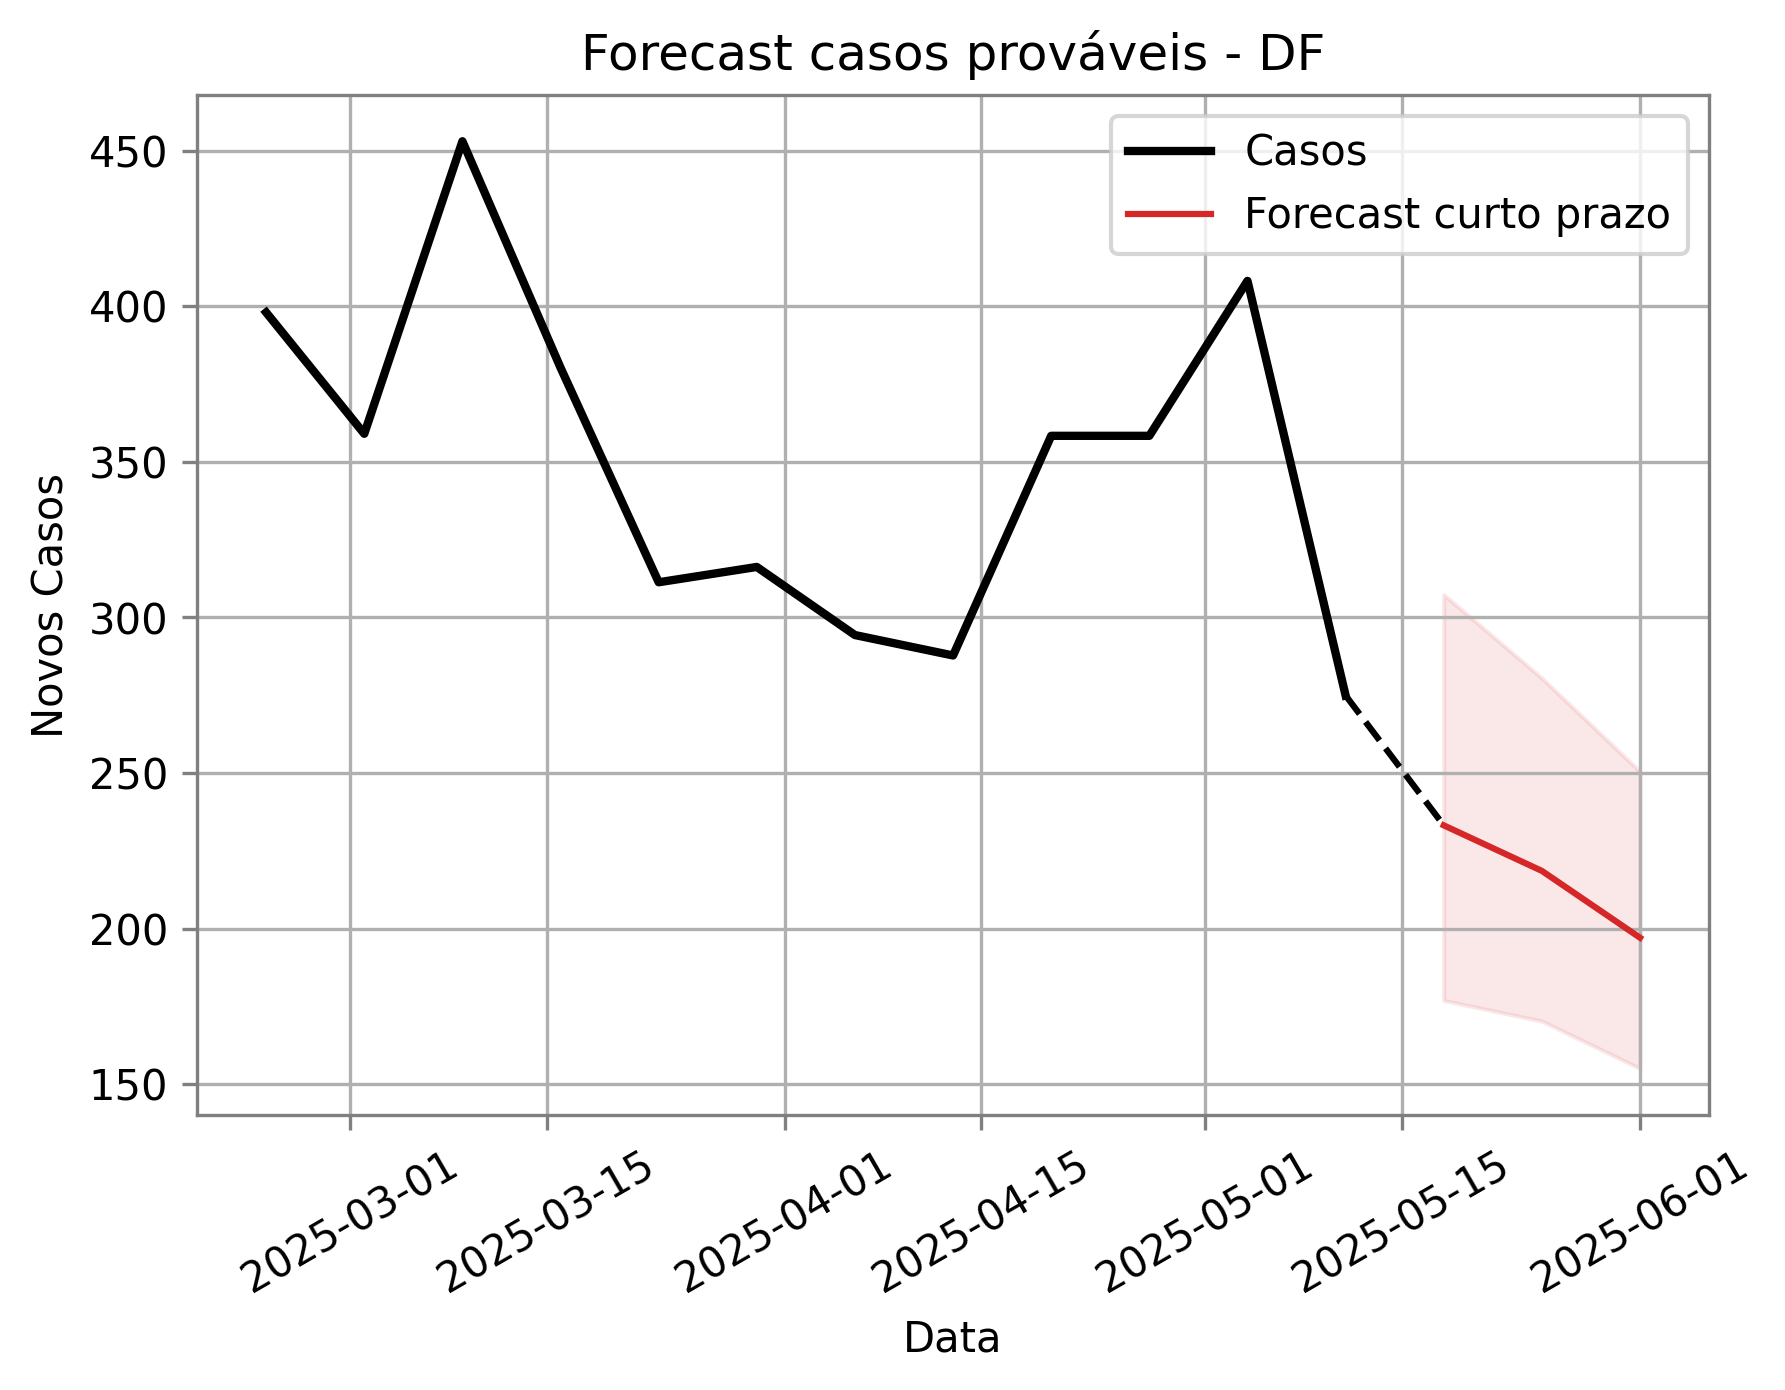 Forecast casos prováveis - DF
Casos
Forecast curto prazo
Novos Casos
450
400
350
300
250
200
150
2025-03-01
2025-03-15
2025-04-01
2025-04-15
2025-05-01
2025-05-15
2025-06-01
Data